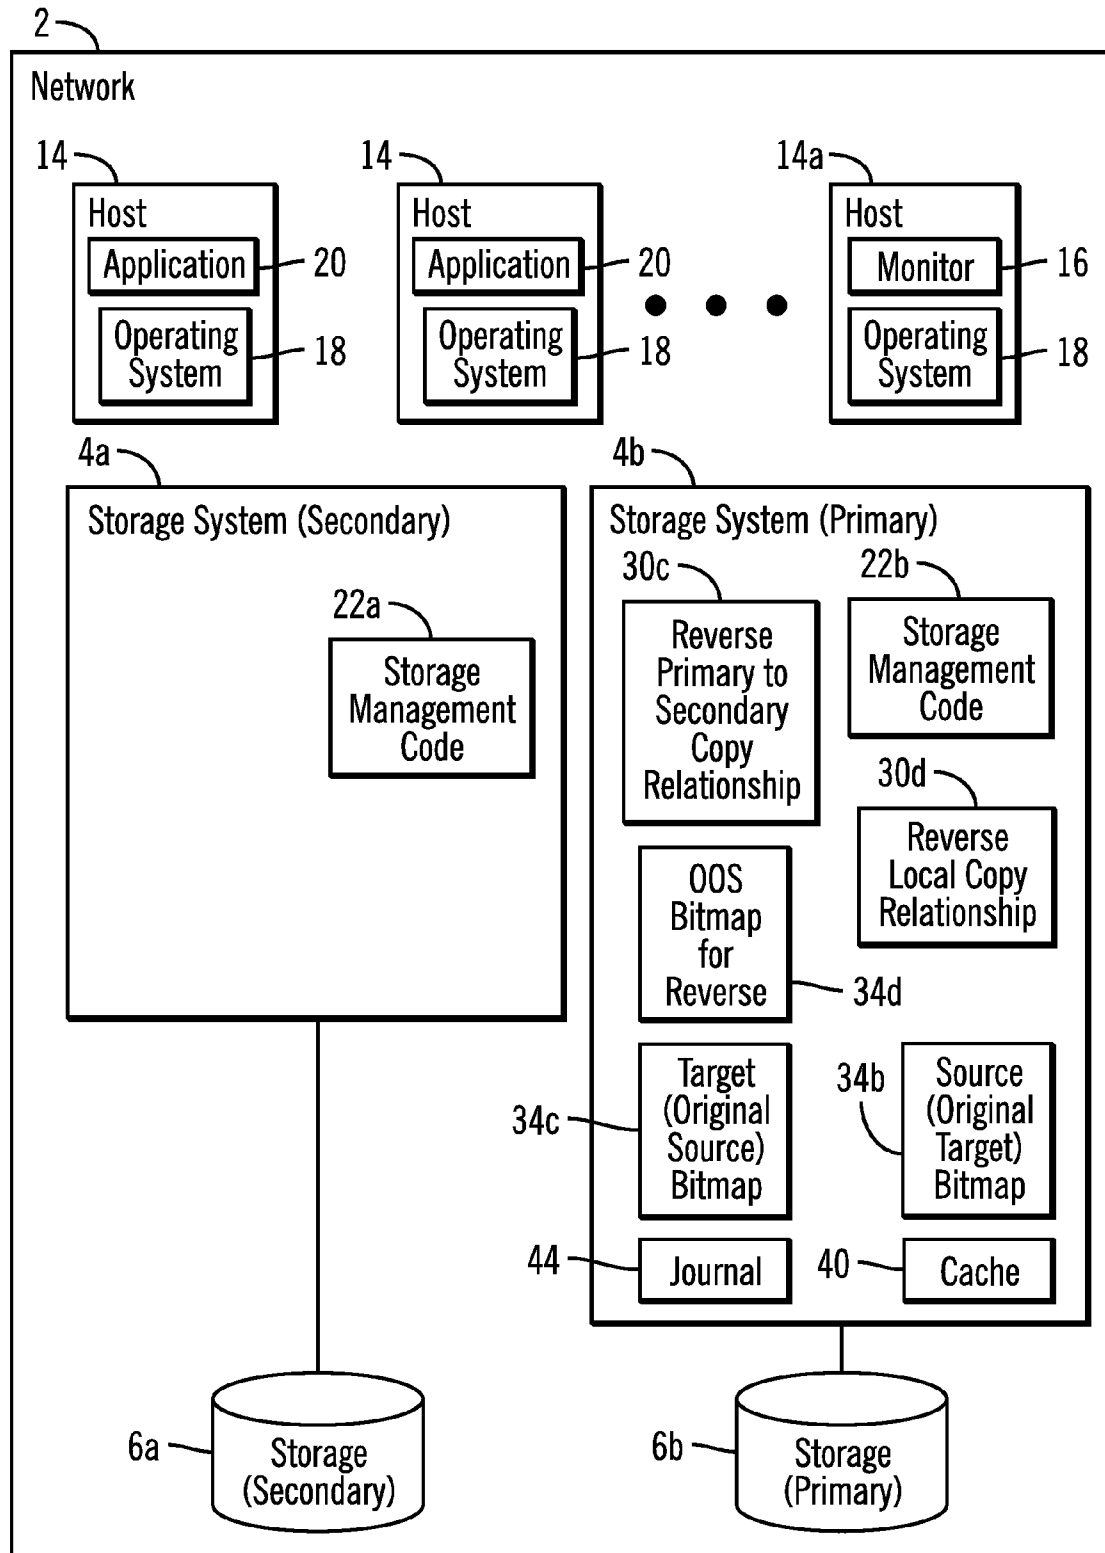 2
Network
14
14
14a
Host
Host
Host
Application
20
Application
20
Monitor
16
Operating
System
18
Operating
System
18
Operating
System
18
4a
4b
Storage System (Secondary)
Storage System (Primary)
22a
Storage
Management
Code
30c
Reverse
Primary to
Secondary
Copy
Relationship
22b
Storage
Management
Code
30d
Reverse
Local Copy
Relationship
OOS
Bitmap
for
Reverse
34d
34c
Target
(Original
Source)
Bitmap
34b
Source
(Original
Target)
Bitmap
44
Journal
40
Cache
6a
Storage
(Secondary)
6b
Storage
(Primary)